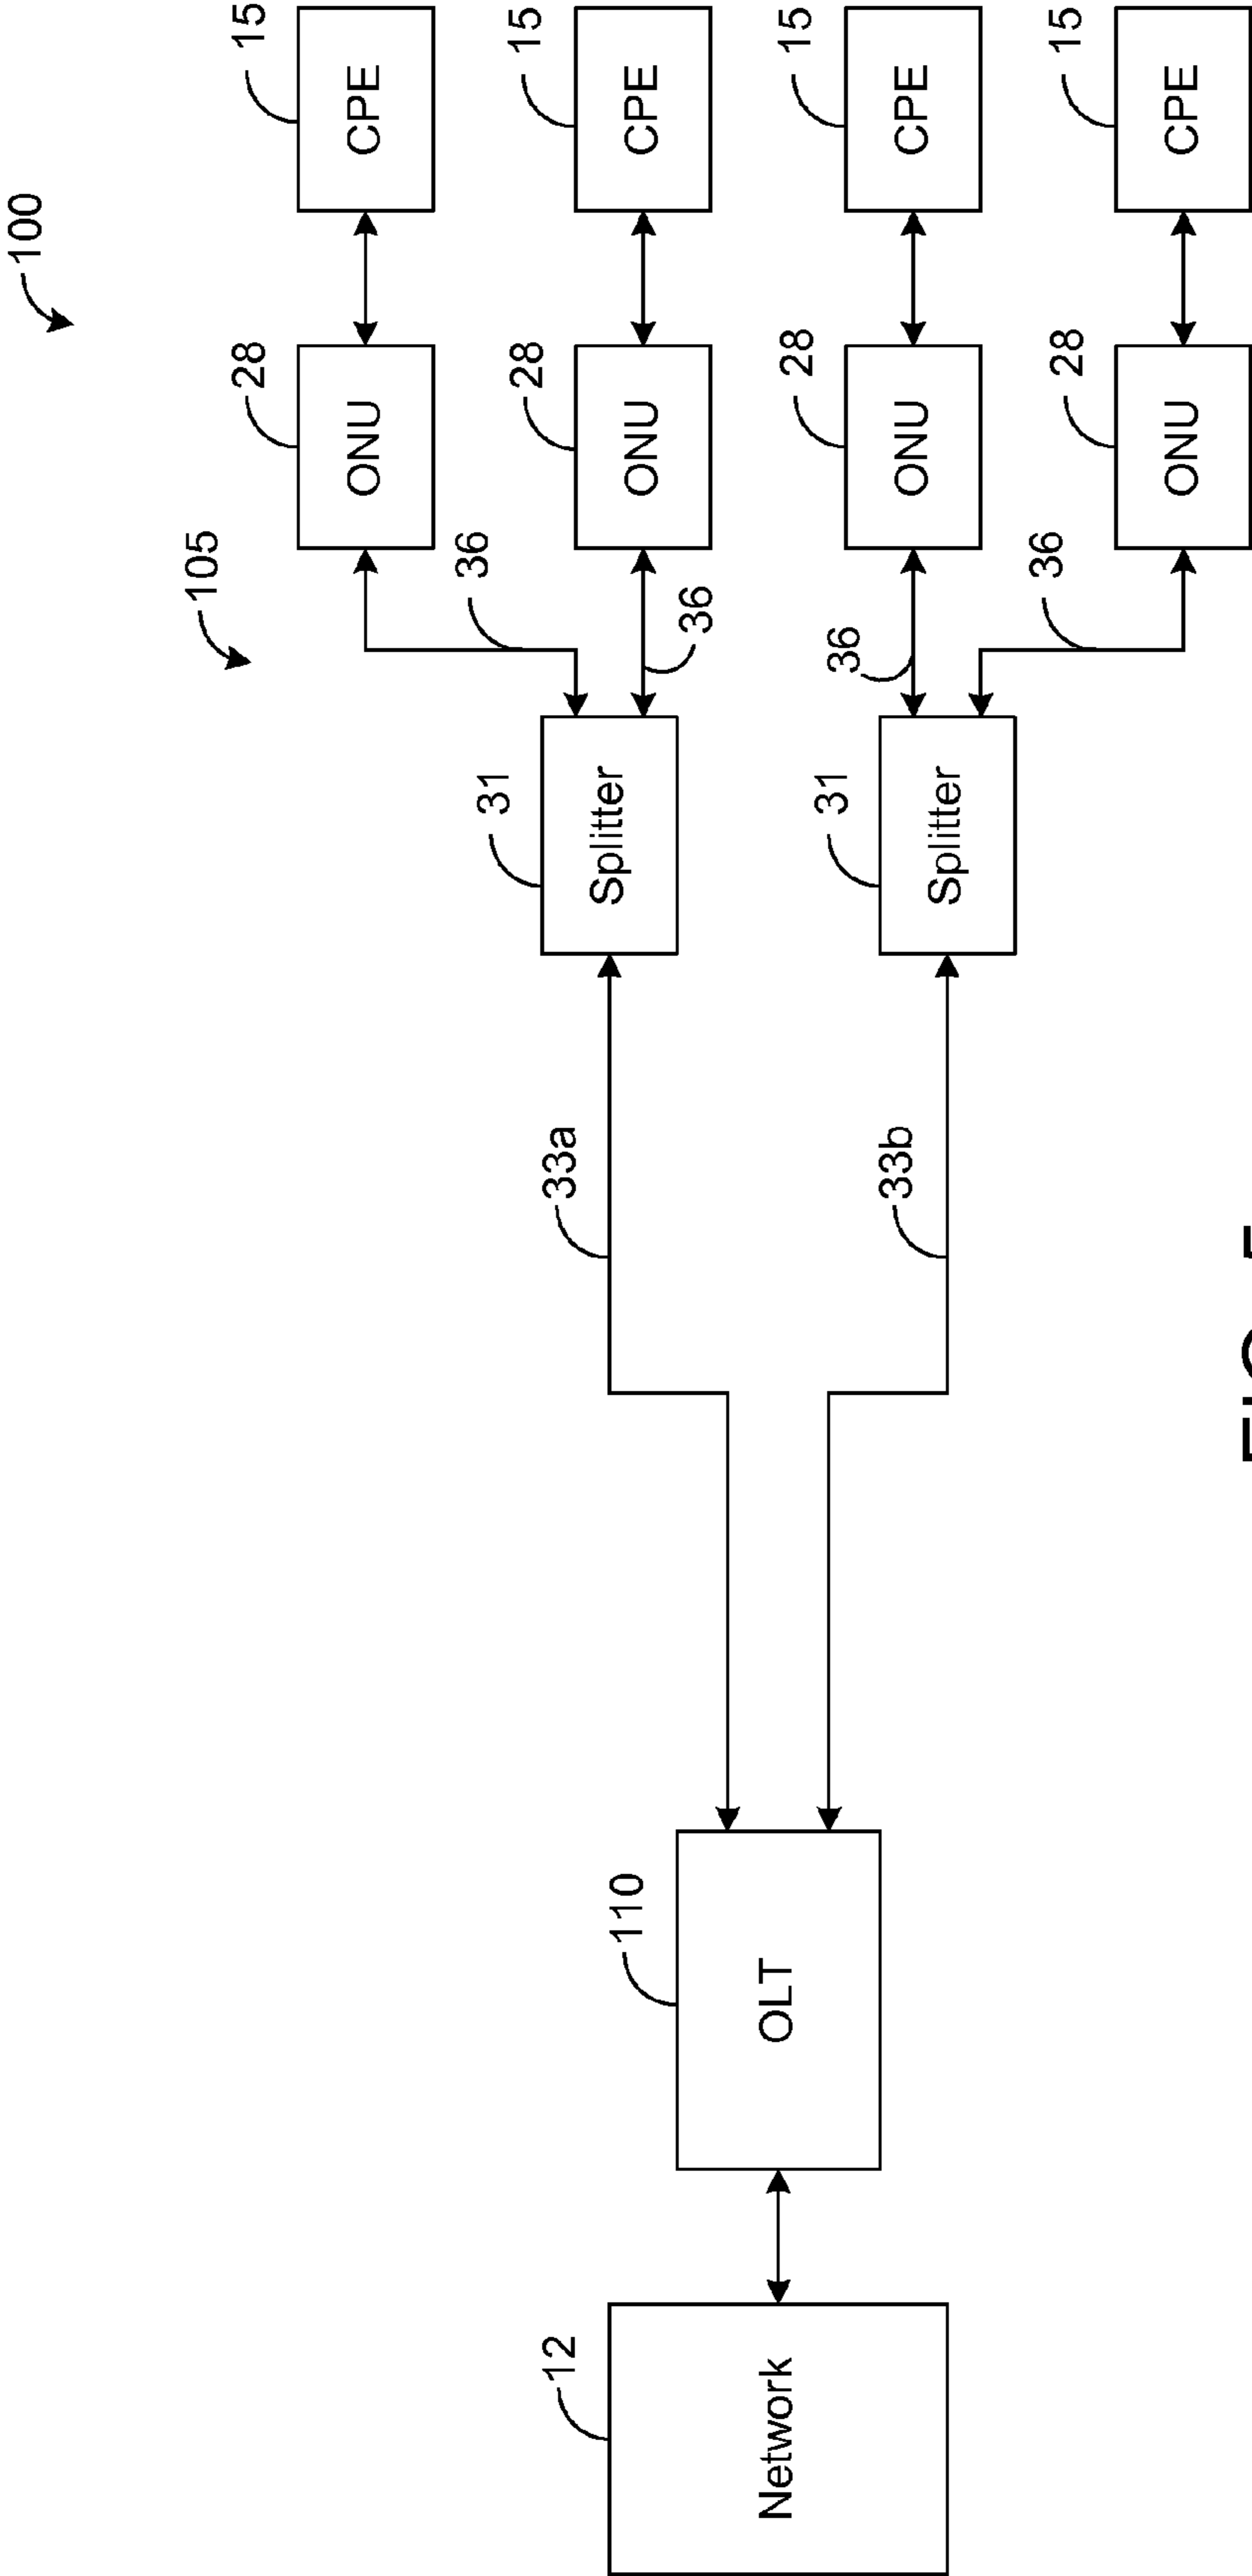 100
105
28
15
ONU
CPE
36
31
28
15
12
33a
Splitter
110
ONU
CPE
36
Network
OLT
28
15
31
36
33b
ONU
CPE
Splitter
36
28
15
ONU
CPE